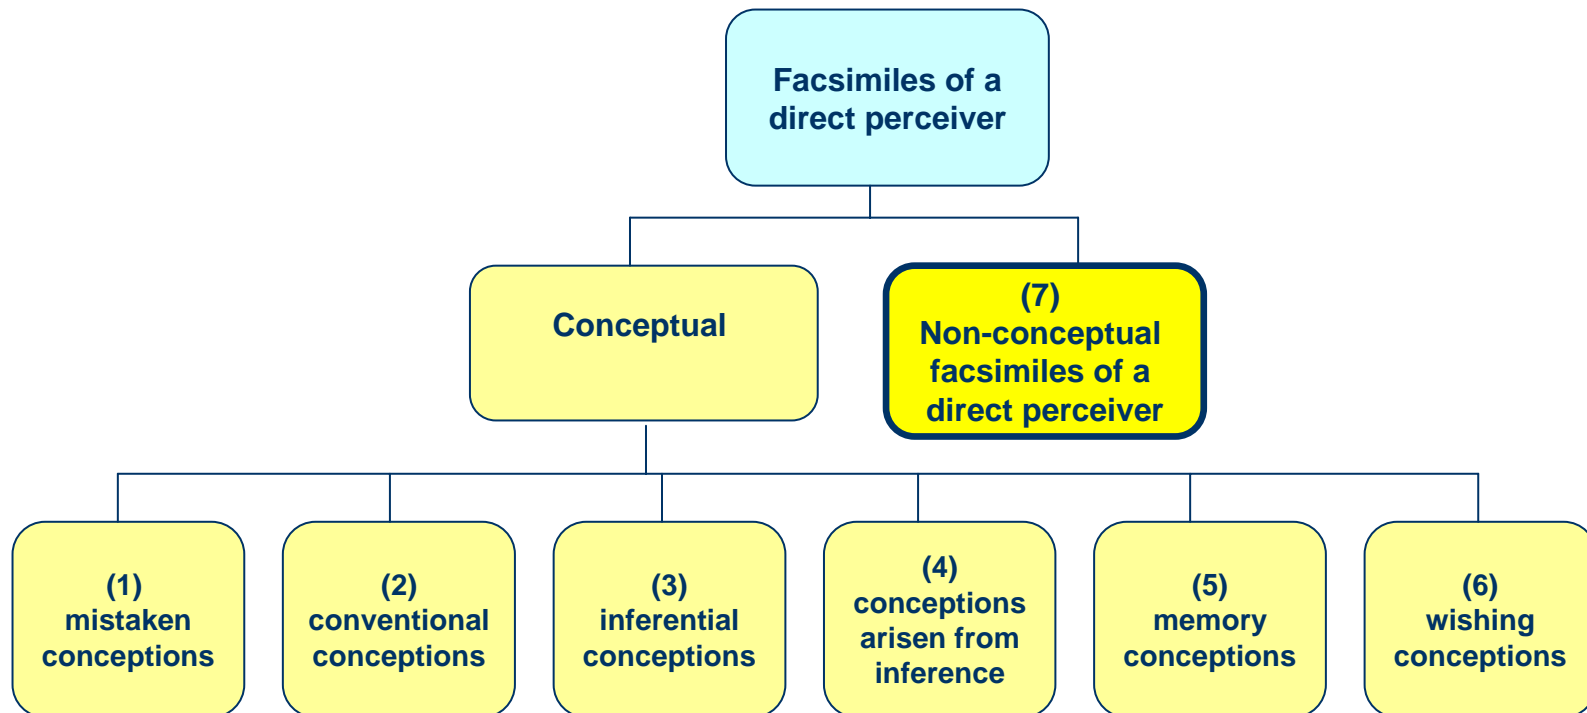 Facsimiles of a
direct perceiver
Conceptual
(7)
Non-conceptual
facsimiles of a
direct perceiver
(1)
mistaken
conceptions
(2)
conventional
conceptions
(3)
inferential
conceptions
(4)
conceptions
arisen from
inference
(5)
memory
conceptions
(6)
wishing
conceptions